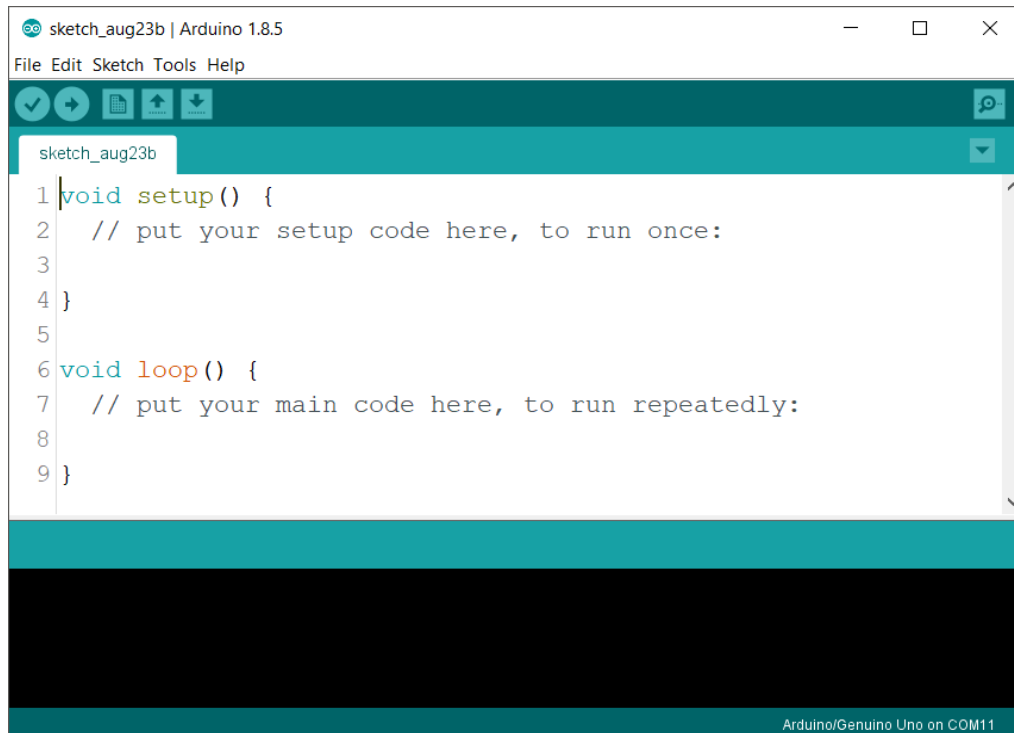 sketch_aug23b | Arduino 1.8.5
File Edit Sketch Tools Help
sketch_aug23b
1 void setup() {
2   // put your setup code here, to run once:
3
4 }
5
6 void loop() {
7   // put your main code here, to run repeatedly:
8
9 }
Arduino/Genuino Uno on COM11